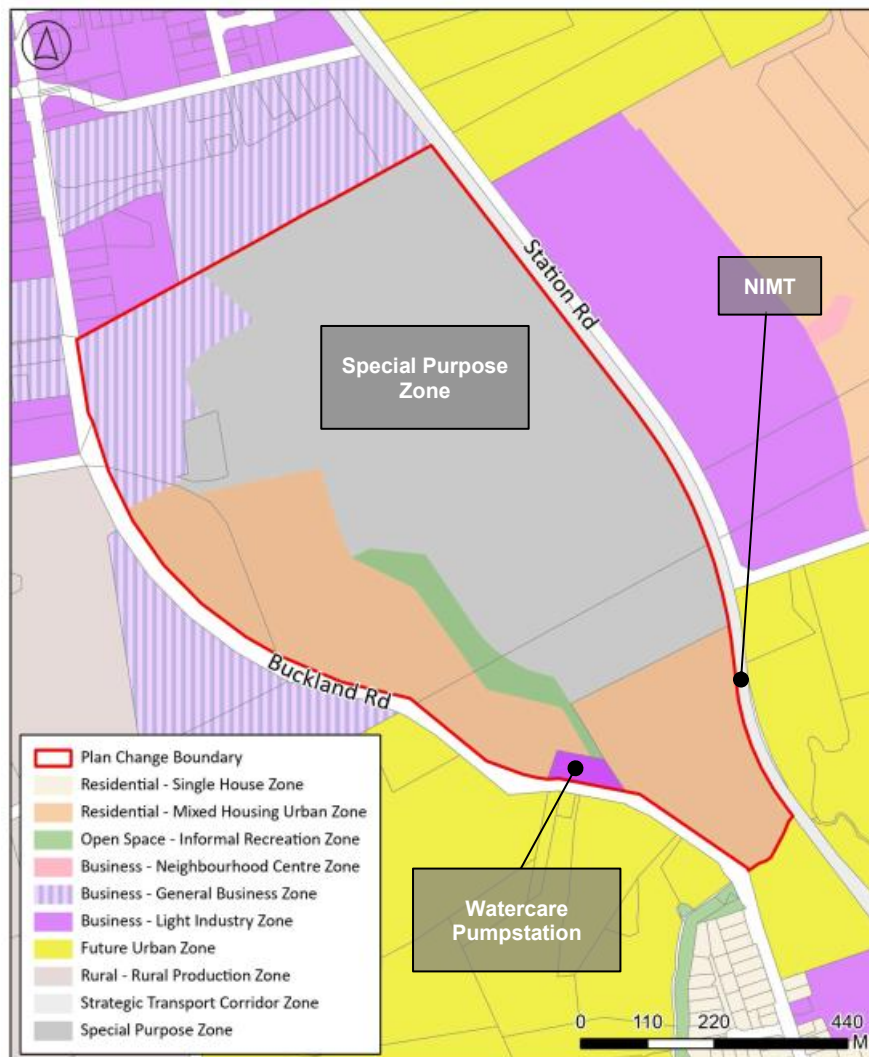 Station Rd
NIMT
Special Purpose
Zone
Buckland Rd
Plan Change Boundary
Residential - Single House Zone
Residential - Mixed Housing Urban Zone
Open Space - Informal Recreation Zone
Business - Neighbourhood Centre Zone
Business - General Business Zone
Business - Light Industry Zone
Future Urban Zone
Rural - Rural Production Zone
Strategic Transport Corridor Zone
Special Purpose Zone
Watercare
Pumpstation
0 110 220 440
M